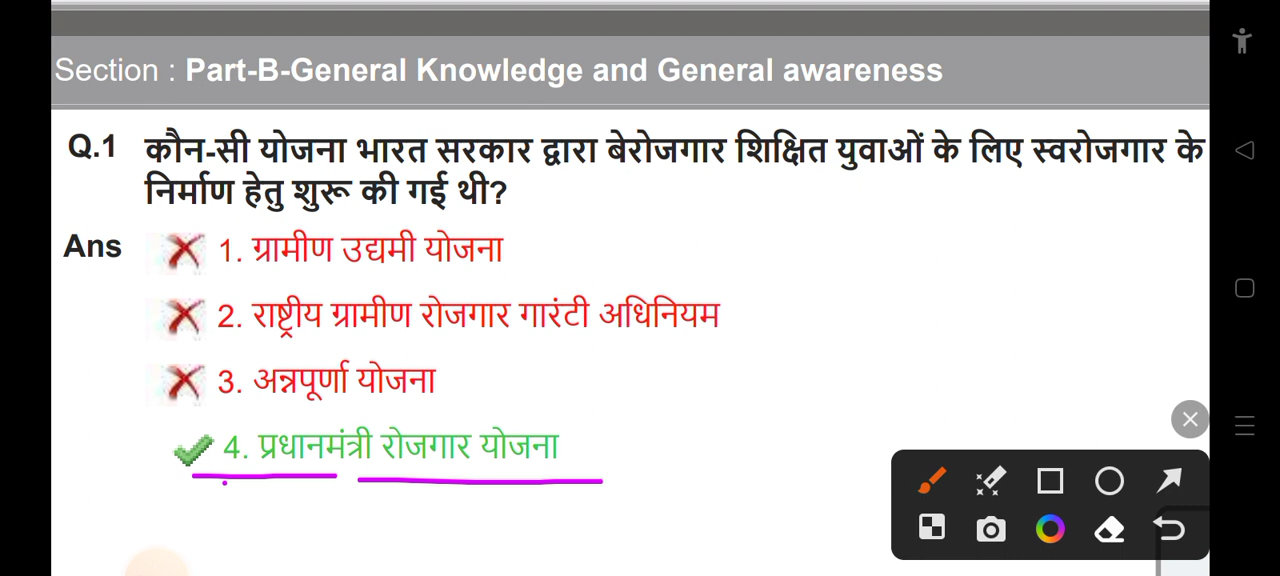 Section : Part-B-General Knowledge and General awareness
Q.1 कौन-सी योजना भारत सरकार द्वारा बेरोजगार शिक्षित युवाओं के लिए स्वरोजगार के
निर्माण हेतु शुरू की गई थी?
Ans 1. ग्रामीण उद्यमी योजना
2. राष्ट्रीय ग्रामीण रोजगार गारंटी अधिनियम
3. अन्नपूर्णा योजना
4. प्रधानमंत्री रोजगार योजना